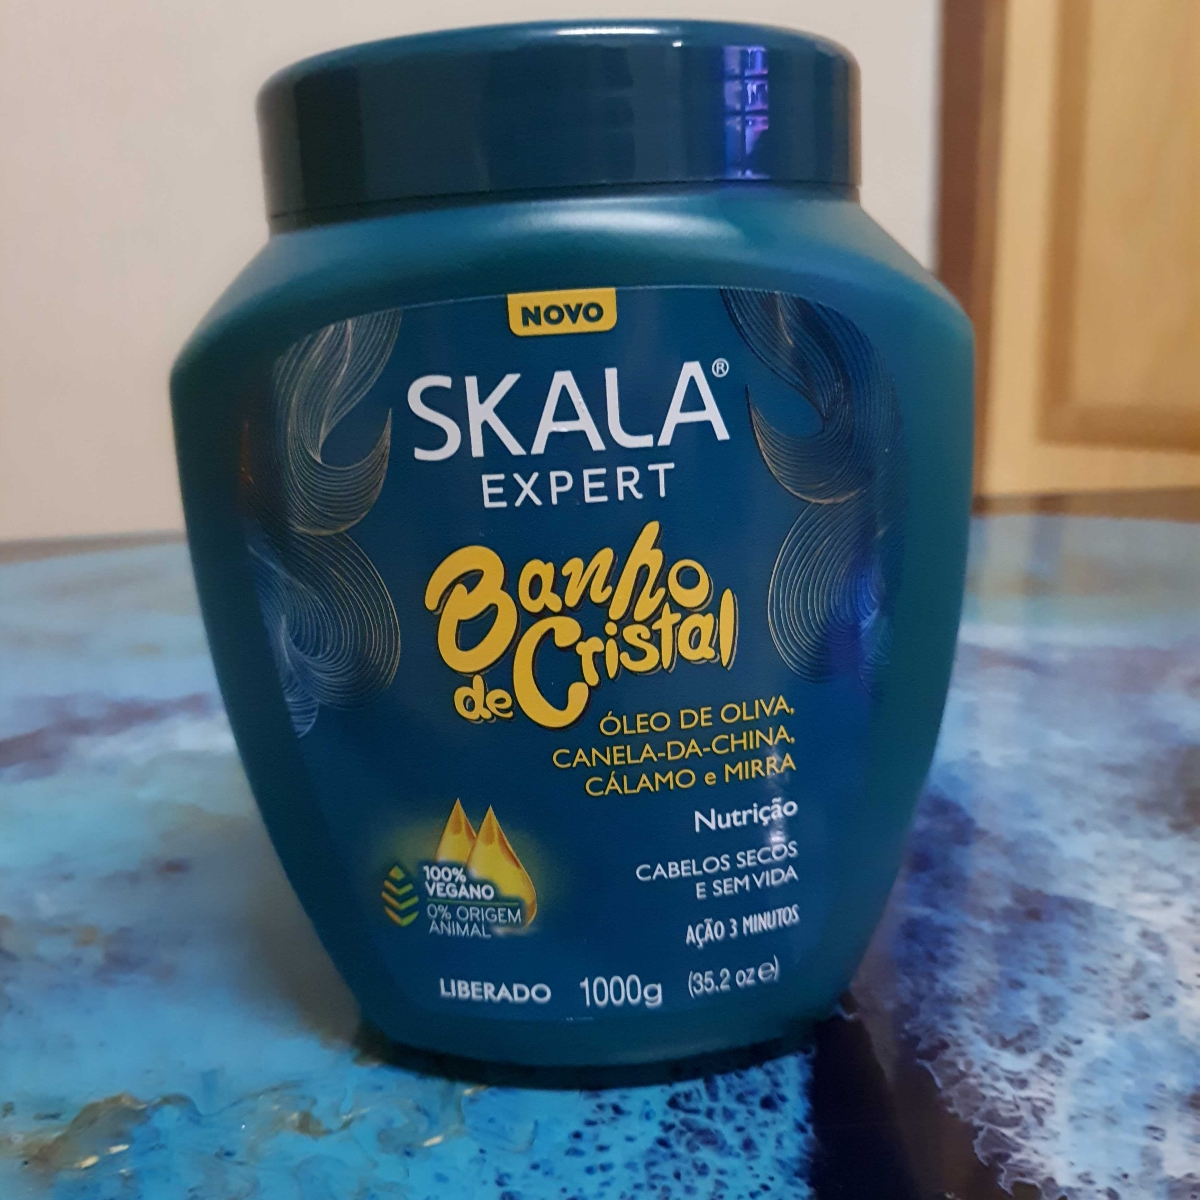 NOVO
SKALA®
EXPERT
Banho
de Cristal
ÓLEO DE OLIVA,
CANELA-DA-CHINA,
CÁLAMO e MIRRA
Nutrição
CABELOS SECOS
E SEM VIDA
AÇÃO 3 MINUTOS
100%
VEGANO
0% ORIGEM
ANIMAL
LIBERADO 1000g (35.2 oz ℮)